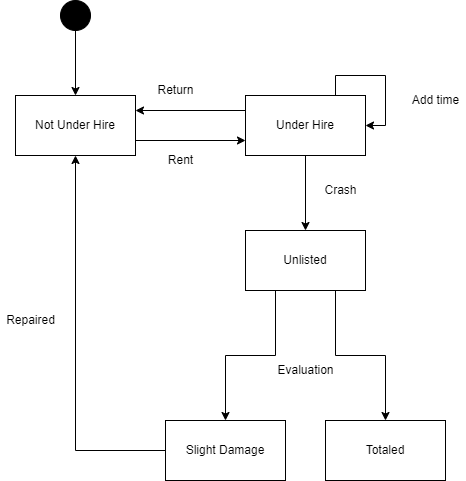 Return
Add time
Not Under Hire
Under Hire
Rent
Crash
Unlisted
Repaired
Evaluation
Slight Damage
Totaled